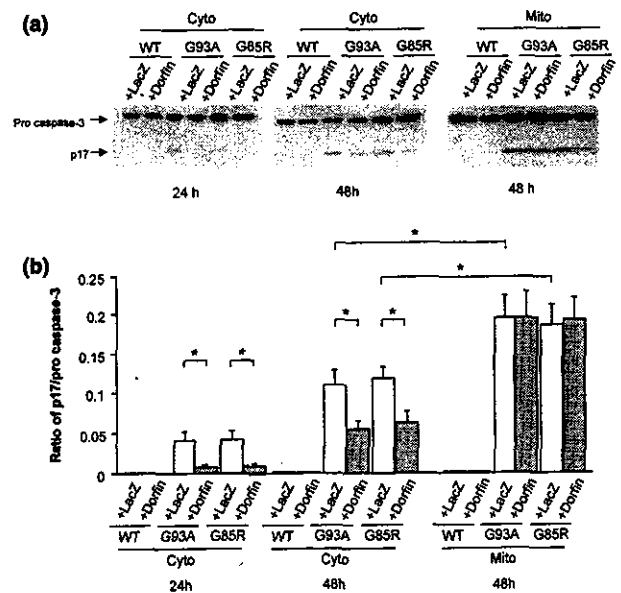 (a)
Cyto Cyto Mito
WT G93A G85R WT G93A G85R WT G93A G85R
+LacZ +Dorfin +LacZ +Dorfin +LacZ +Dorfin +LacZ +Dorfin +LacZ +Dorfin +LacZ +Dorfin +LacZ +Dorfin +LacZ +Dorfin +LacZ +Dorfin
Pro caspase-3
p17
24 h 48h 48 h
(b)
Ratio of p17/pro caspase-3
0.25
0.2
0.15
0.1
0.05
0
* * * * * *
+LacZ +Dorfin +LacZ +Dorfin +LacZ +Dorfin +LacZ +Dorfin +LacZ +Dorfin +LacZ +Dorfin +LacZ +Dorfin +LacZ +Dorfin +LacZ +Dorfin
WT G93A G85R WT G93A G85R WT G93A G85R
Cyto Cyto Mito
24h 48h 48h